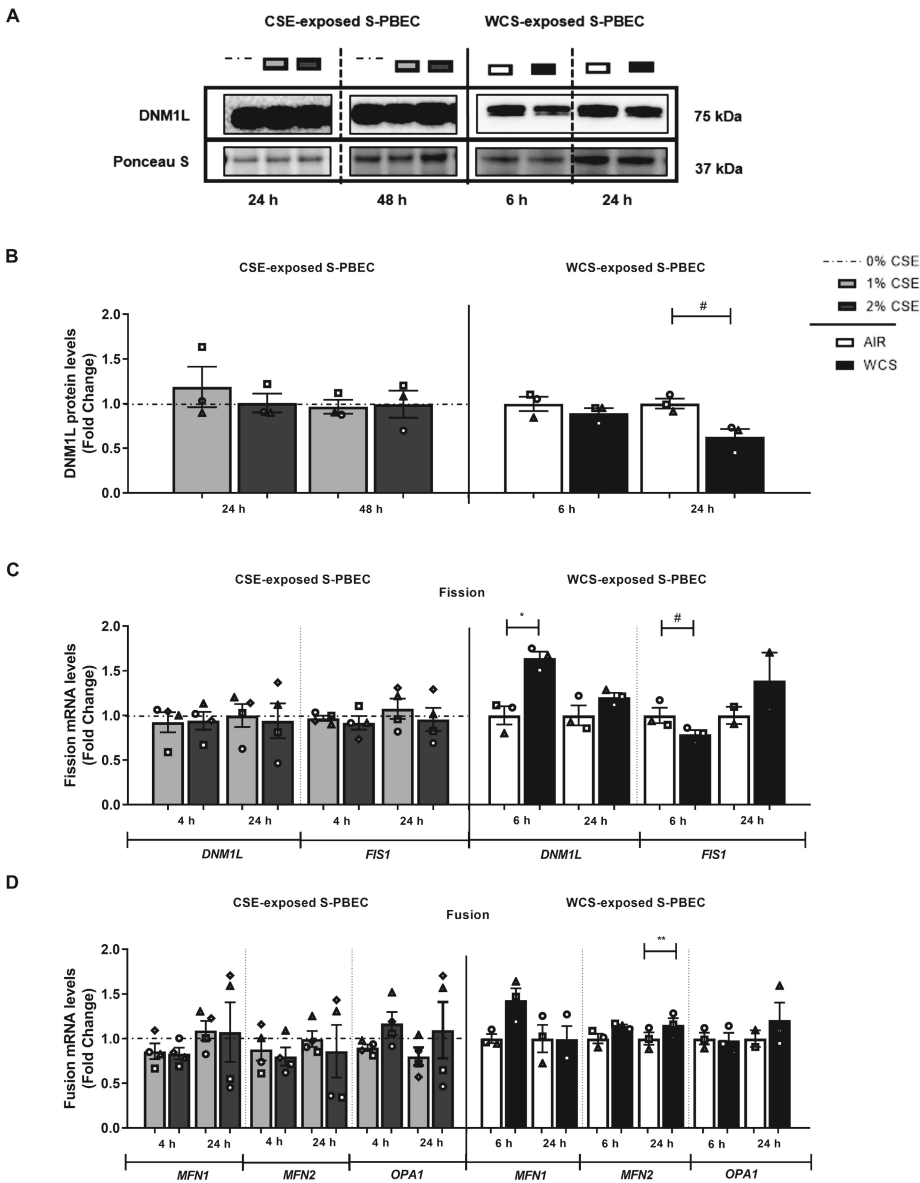 A
CSE-exposed S-PBEC WCS-exposed S-PBEC
DNM1L 75 kDa
Ponceau S 37 kDa
24 h 48 h 6 h 24 h
B
CSE-exposed S-PBEC WCS-exposed S-PBEC
0% CSE
1% CSE
2% CSE
AIR
WCS
DNM1L protein levels
(Fold Change)
2.0
1.5
1.0
0.5
0.0
#
24 h 48 h 6 h 24 h
C
CSE-exposed S-PBEC WCS-exposed S-PBEC
Fission
Fission mRNA levels
(Fold Change)
2.0
1.5
1.0
0.5
0.0
* #
4 h 24 h 4 h 24 h 6 h 24 h 6 h 24 h
DNM1L FIS1 DNM1L FIS1
D
CSE-exposed S-PBEC WCS-exposed S-PBEC
Fusion
Fusion mRNA levels
(Fold Change)
2.0
1.5
1.0
0.5
0.0
**
4 h 24 h 4 h 24 h 4 h 24 h 6 h 24 h 6 h 24 h 6 h 24 h
MFN1 MFN2 OPA1 MFN1 MFN2 OPA1